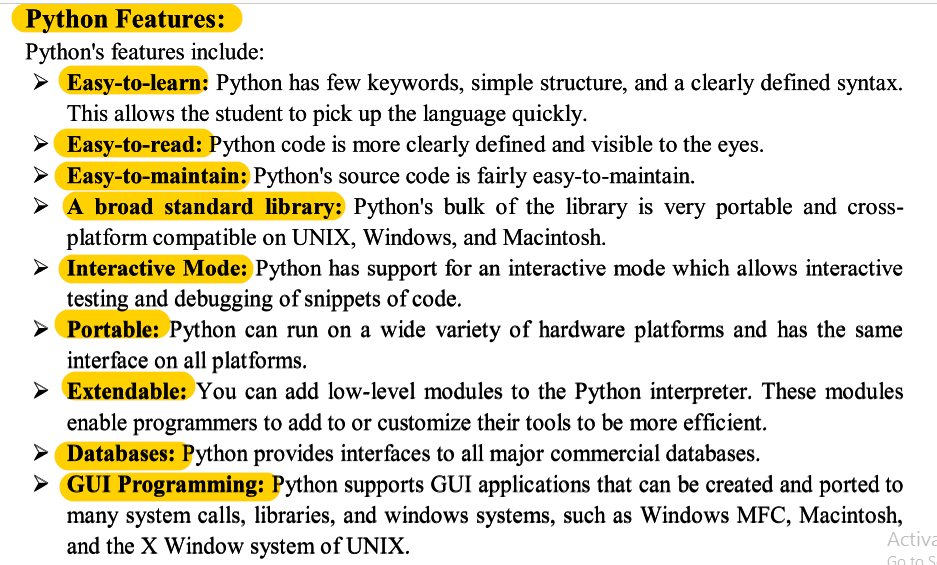 Python Features:
Python's features include:
➢ Easy-to-learn: Python has few keywords, simple structure, and a clearly defined syntax.
This allows the student to pick up the language quickly.
➢ Easy-to-read: Python code is more clearly defined and visible to the eyes.
➢ Easy-to-maintain: Python's source code is fairly easy-to-maintain.
➢ A broad standard library: Python's bulk of the library is very portable and cross-
platform compatible on UNIX, Windows, and Macintosh.
➢ Interactive Mode: Python has support for an interactive mode which allows interactive
testing and debugging of snippets of code.
➢ Portable: Python can run on a wide variety of hardware platforms and has the same
interface on all platforms.
➢ Extendable: You can add low-level modules to the Python interpreter. These modules
enable programmers to add to or customize their tools to be more efficient.
➢ Databases: Python provides interfaces to all major commercial databases.
➢ GUI Programming: Python supports GUI applications that can be created and ported to
many system calls, libraries, and windows systems, such as Windows MFC, Macintosh,
and the X Window system of UNIX.
Activa
Go to S